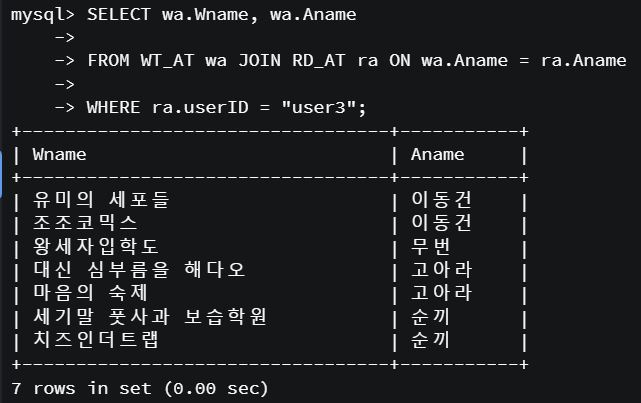 mysql> SELECT wa.Wname, wa.Aname
    ->
    -> FROM WT_AT wa JOIN RD_AT ra ON wa.Aname = ra.Aname
    ->
    -> WHERE ra.userID = "user3";
+----------------------------------+-----------+
| Wname                            | Aname     |
+----------------------------------+-----------+
| 유미의 세포들                    | 이동건    |
| 조조코믹스                       | 이동건    |
| 왕세자입학도                     | 무번      |
| 대신 심부름을 해다오             | 고아라    |
| 마음의 숙제                      | 고아라    |
| 세기말 풋사과 보습학원           | 순끼      |
| 치즈인더트랩                     | 순끼      |
+----------------------------------+-----------+
7 rows in set (0.00 sec)